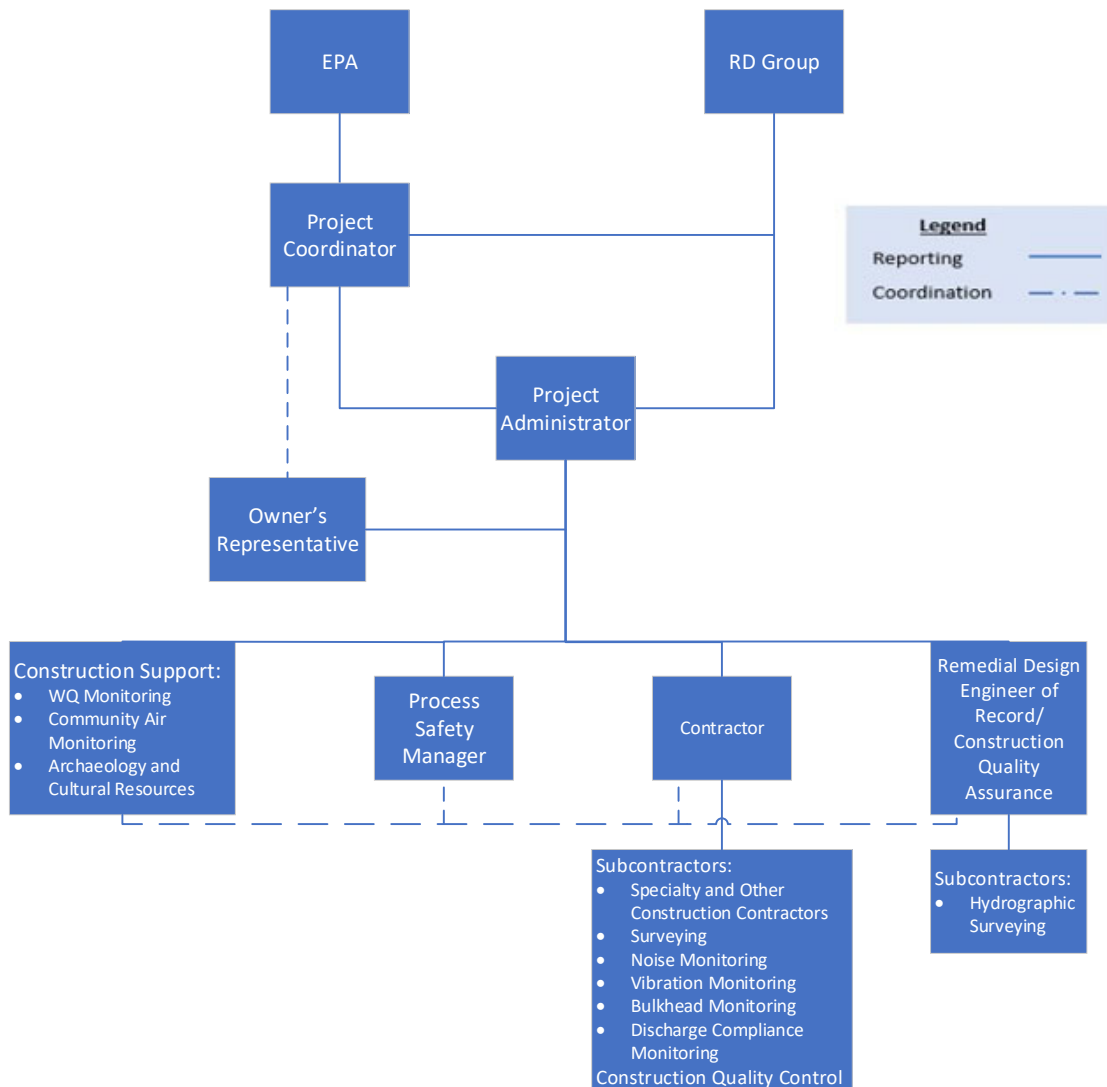 EPA
RD Group
Project
Coordinator
Legend
Reporting
Coordination
Project
Administrator
Owner’s
Representative
Construction Support:
• WQ Monitoring
• Community Air
Monitoring
• Archaeology and
Cultural Resources
Process
Safety
Manager
Contractor
Remedial Design
Engineer of
Record/
Construction
Quality
Assurance
Subcontractors:
• Specialty and Other
Construction Contractors
• Surveying
• Noise Monitoring
• Vibration Monitoring
• Bulkhead Monitoring
• Discharge Compliance
Monitoring
Construction Quality Control
Subcontractors:
• Hydrographic
Surveying